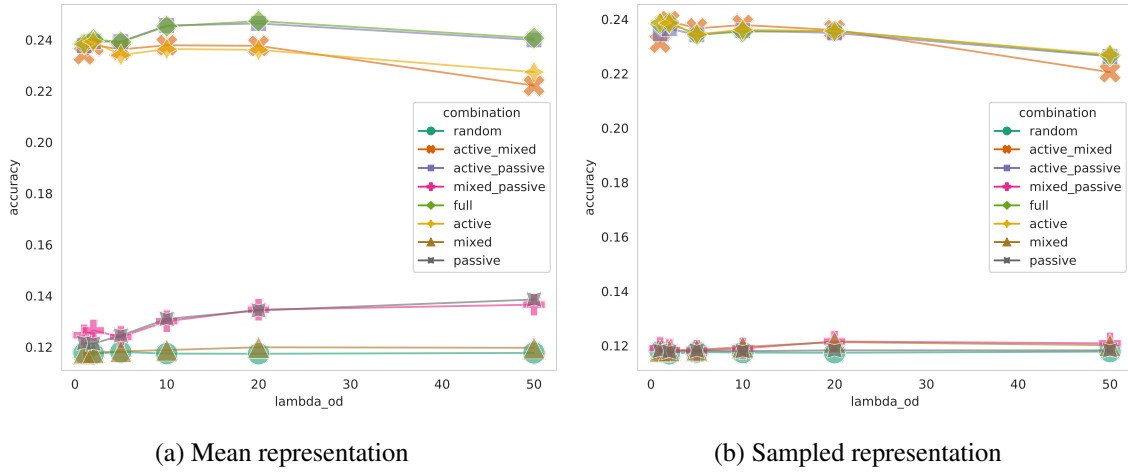 0.24
0.22
0.20
0.18
0.16
0.14
0.12
accuracy
0 10 20 30 40 50
lambda_od
combination
random
active_mixed
active_passive
mixed_passive
full
active
mixed
passive
(a) Mean representation
0.24
0.22
0.20
0.18
0.16
0.14
0.12
accuracy
0 10 20 30 40 50
lambda_od
combination
random
active_mixed
active_passive
mixed_passive
full
active
mixed
passive
(b) Sampled representation